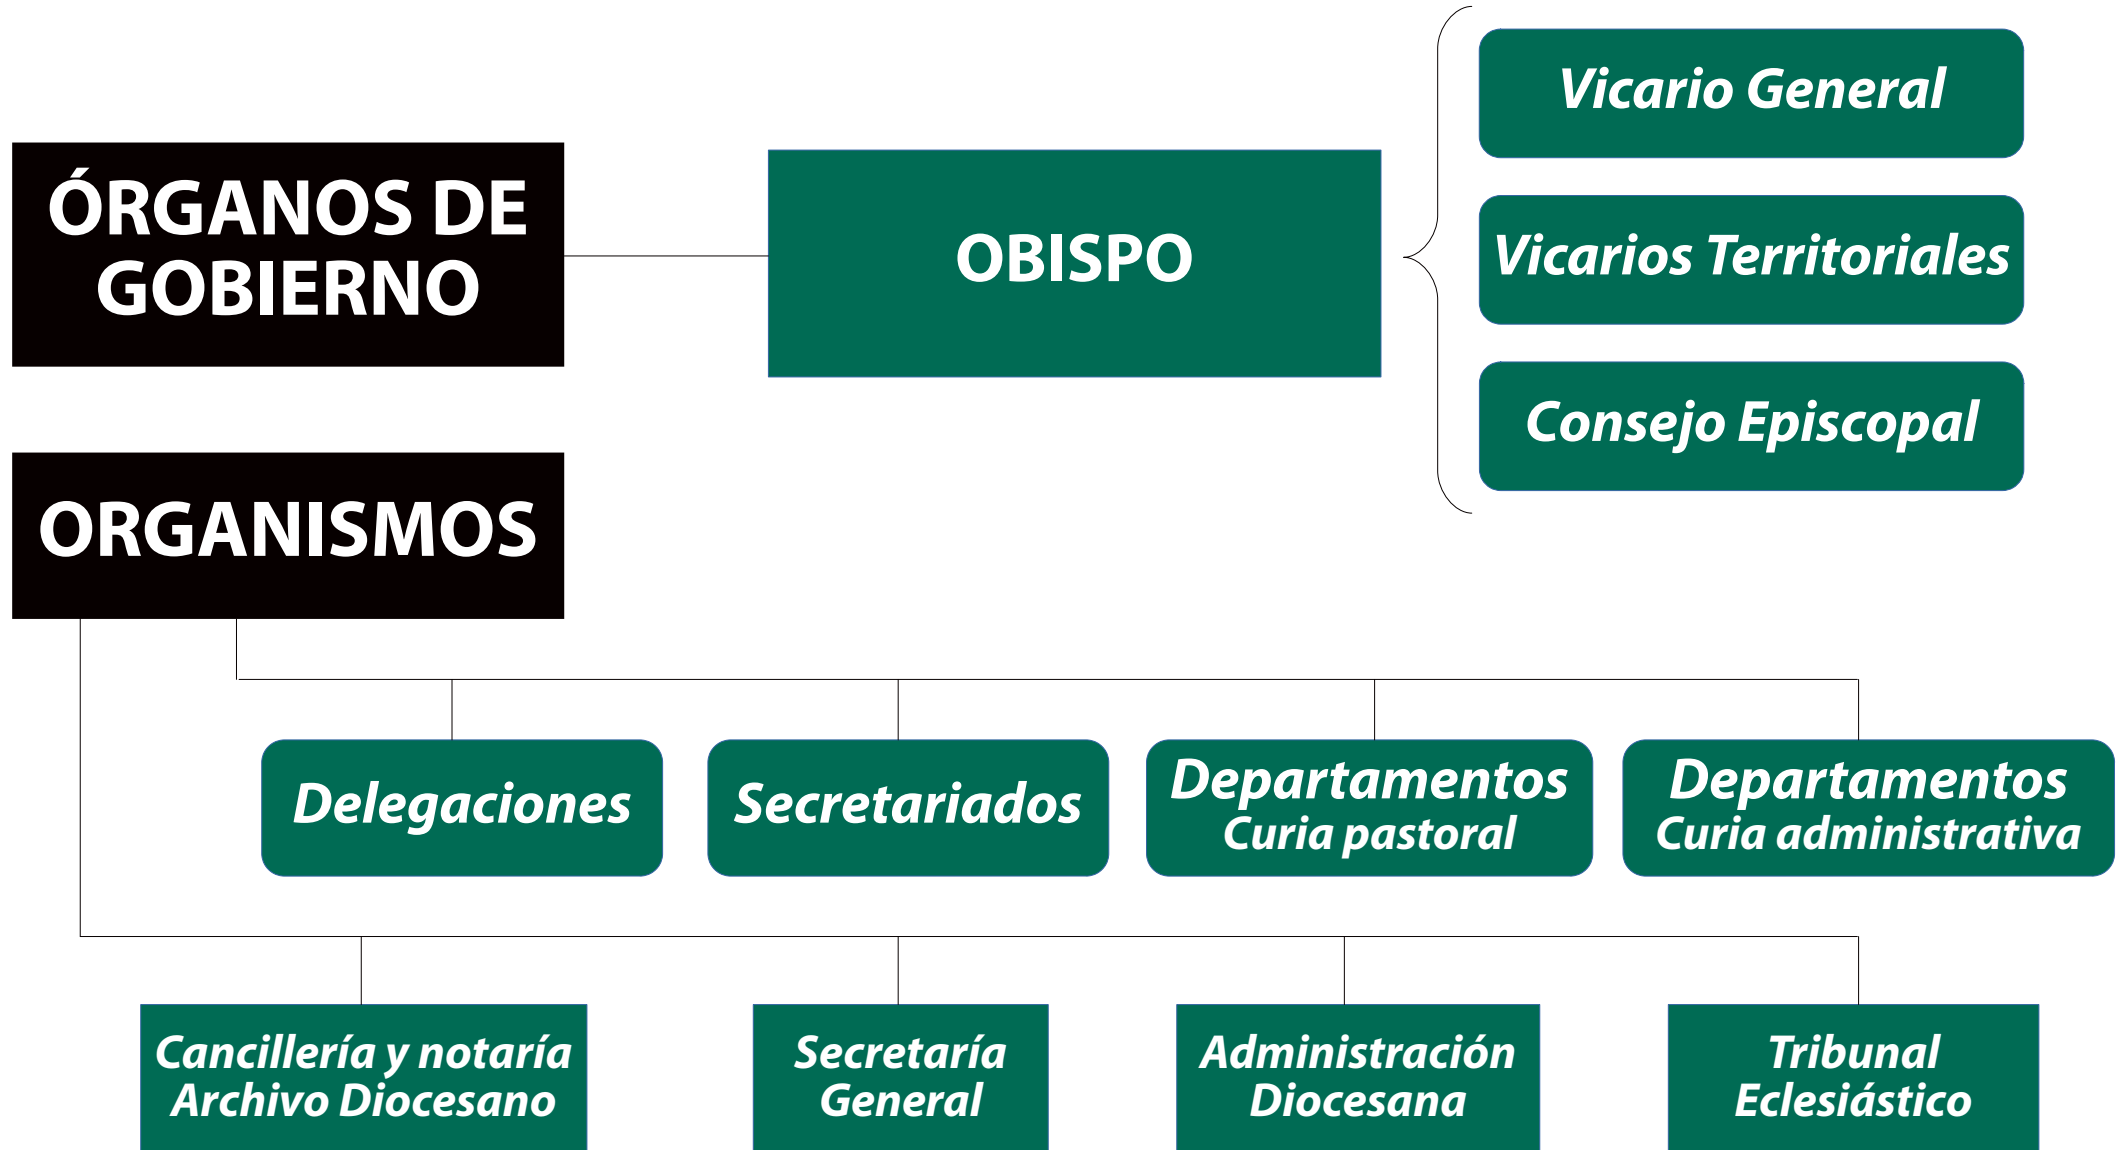 ÓRGANOS DE
GOBIERNO
OBISPO
Vicario General
Vicarios Territoriales
Consejo Episcopal
ORGANISMOS
Delegaciones
Secretariados
Departamentos
Curia pastoral
Departamentos
Curia administrativa
Cancillería y notaría
Archivo Diocesano
Secretaría
General
Administración
Diocesana
Tribunal
Eclesiástico